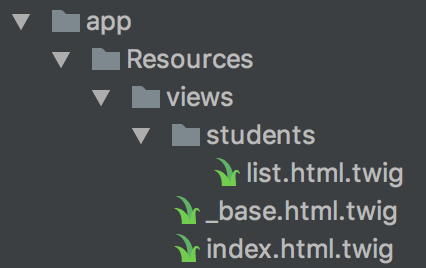 app
Resources
views
students
list.html.twig
_base.html.twig
index.html.twig